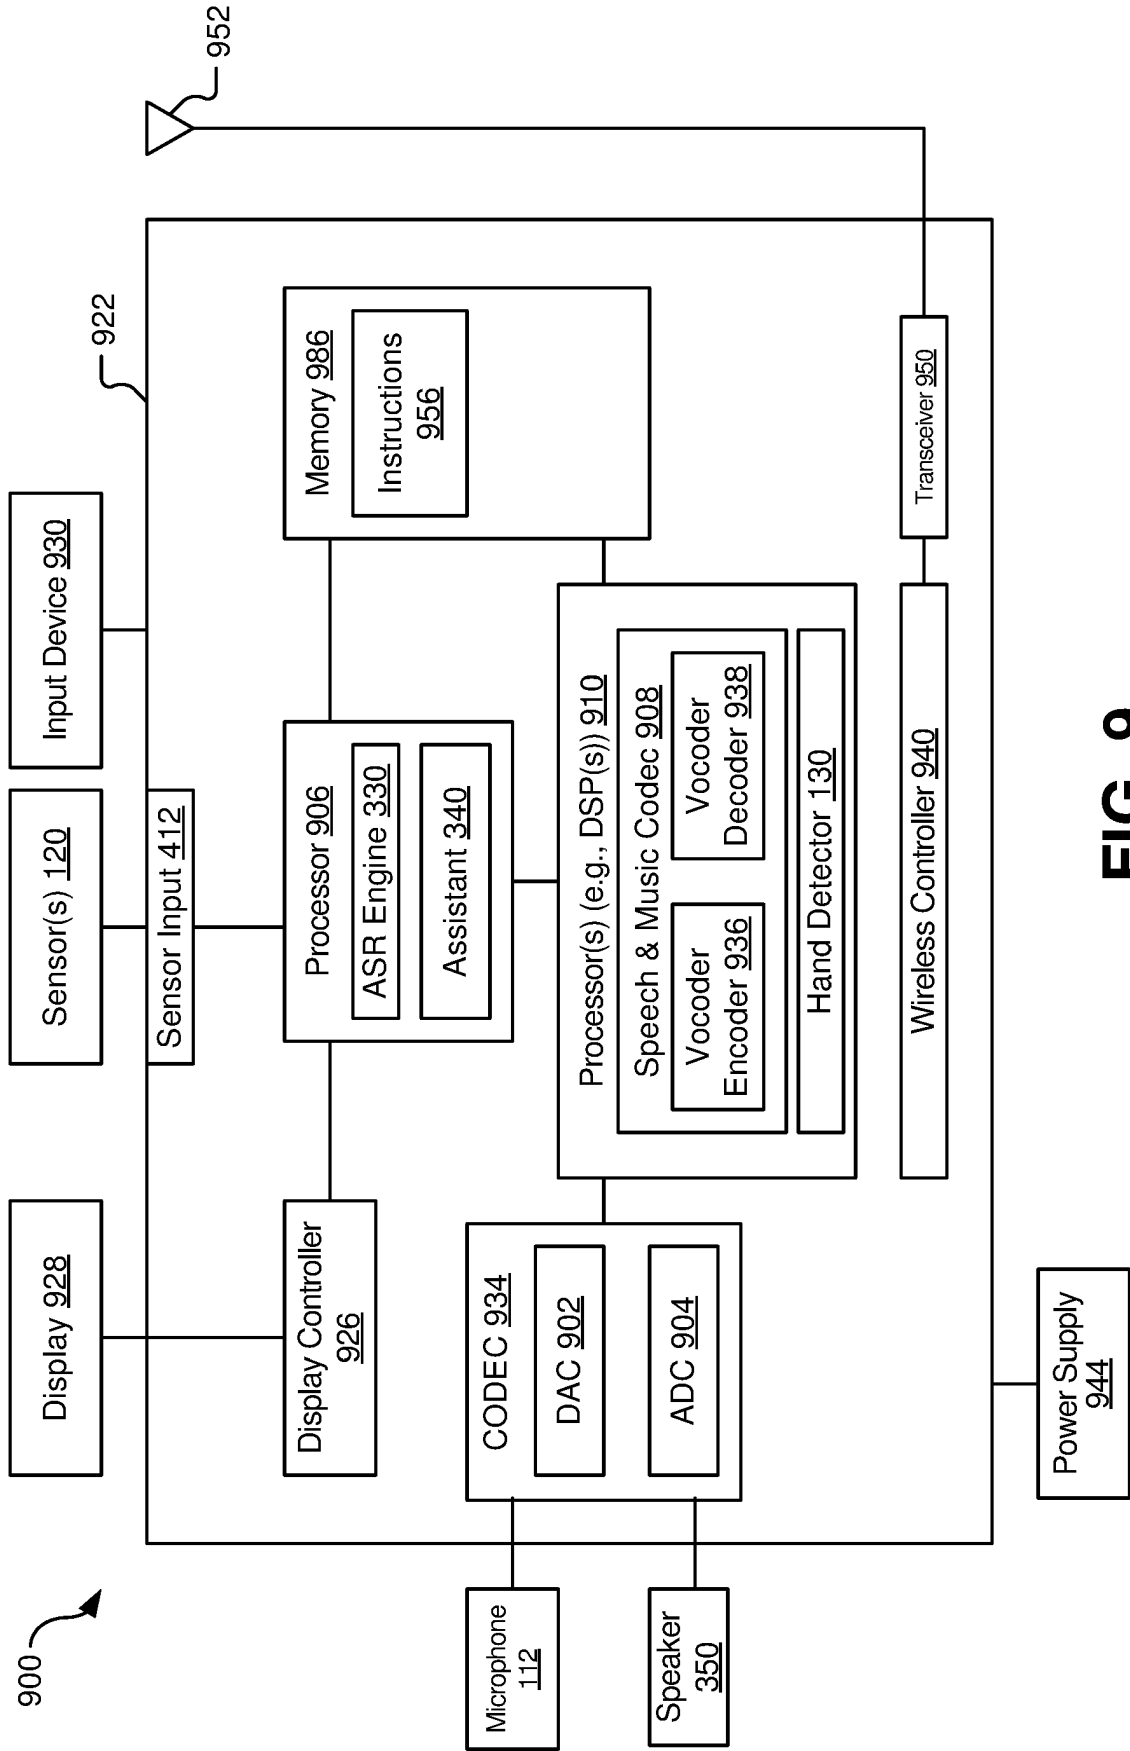 900
Display 928
Sensor(s) 120
Input Device 930
922
952
Sensor Input 412
Display Controller
926
Processor 906
ASR Engine 330
Assistant 340
Memory 986
Instructions
956
Microphone
112
Speaker
350
CODEC 934
DAC 902
ADC 904
Processor(s) (e.g., DSP(s)) 910
Speech & Music Codec 908
Vocoder
Encoder 936
Vocoder
Decoder 938
Hand Detector 130
Wireless Controller 940
Transceiver 950
Power Supply
944
FIG. 9